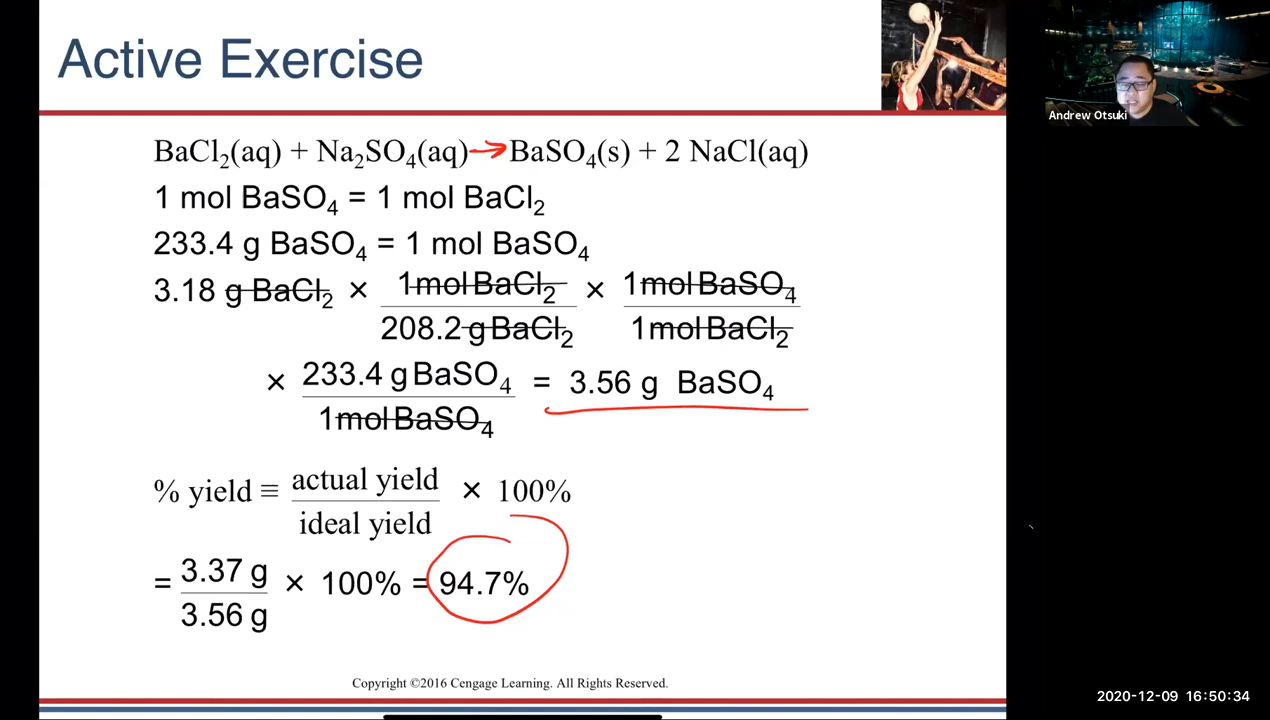 Active Exercise
Andrew Otsuki
BaCl₂(aq) + Na₂SO₄(aq) → BaSO₄(s) + 2 NaCl(aq)
1 mol BaSO₄ = 1 mol BaCl₂
233.4 g BaSO₄ = 1 mol BaSO₄
3.18 g BaCl₂ × 1 mol BaCl₂ / 208.2 g BaCl₂ × 1 mol BaSO₄ / 1 mol BaCl₂
× 233.4 g BaSO₄ / 1 mol BaSO₄ = 3.56 g BaSO₄
% yield ≡ actual yield / ideal yield × 100%
= 3.37 g / 3.56 g × 100% = 94.7%
Copyright ©2016 Cengage Learning. All Rights Reserved.
2020-12-09 16:50:34